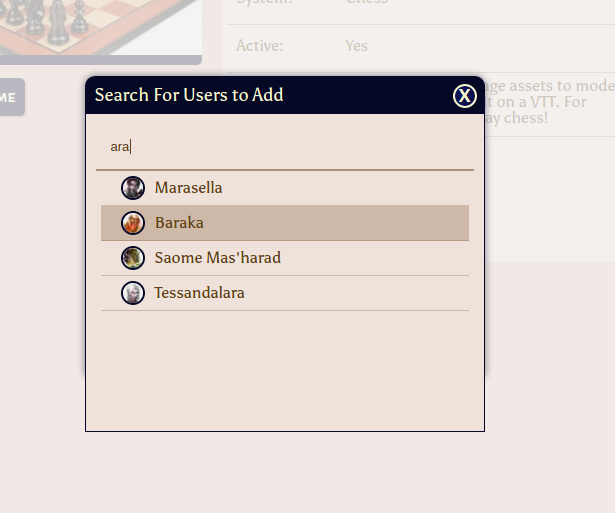 System:
Chess
Active:
Yes
ME
age assets to mode
t on a VTT. For
ay chess!
Search For Users to Add
X
ara
Marasella
Baraka
Saome Mas'harad
Tessandalara